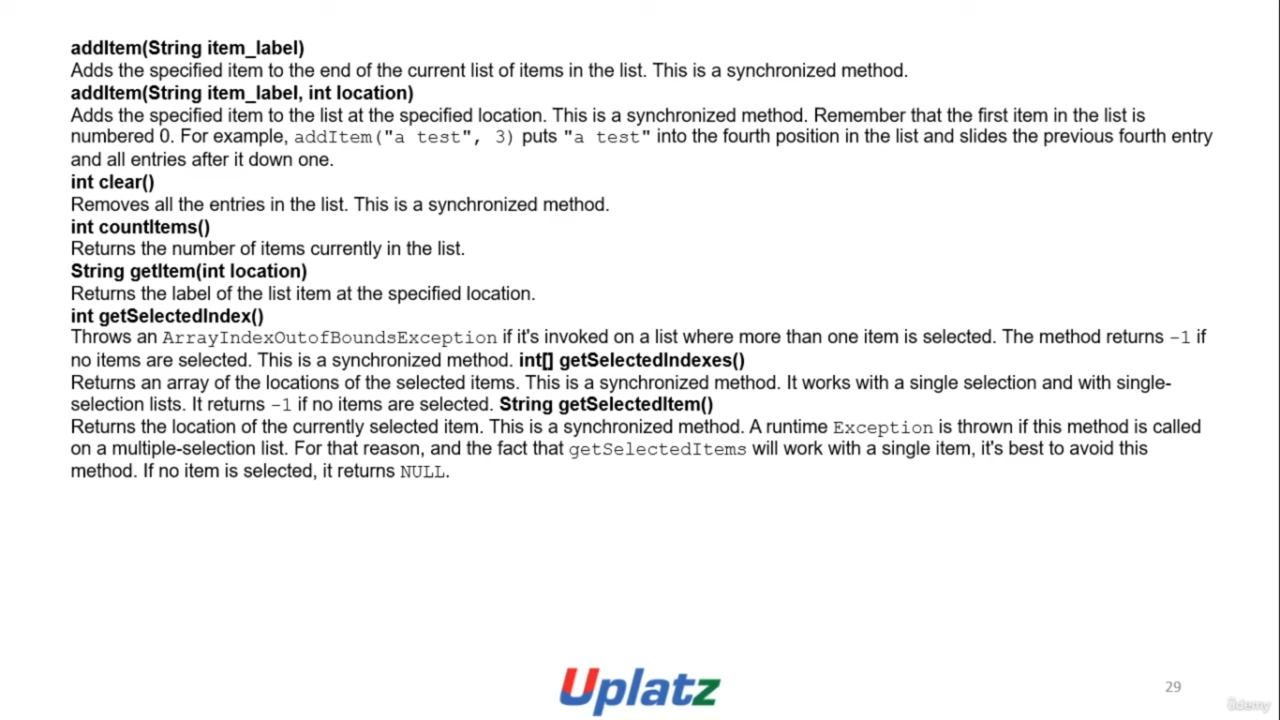 addItem(String item_label)
Adds the specified item to the end of the current list of items in the list. This is a synchronized method.
addItem(String item_label, int location)
Adds the specified item to the list at the specified location. This is a synchronized method. Remember that the first item in the list is
numbered 0. For example, addItem("a test", 3) puts "a test" into the fourth position in the list and slides the previous fourth entry
and all entries after it down one.
int clear()
Removes all the entries in the list. This is a synchronized method.
int countItems()
Returns the number of items currently in the list.
String getItem(int location)
Returns the label of the list item at the specified location.
int getSelectedIndex()
Throws an ArrayIndexOutofBoundsException if it's invoked on a list where more than one item is selected. The method returns -1 if
no items are selected. This is a synchronized method. int[] getSelectedIndexes()
Returns an array of the locations of the selected items. This is a synchronized method. It works with a single selection and with single-
selection lists. It returns -1 if no items are selected. String getSelectedItem()
Returns the location of the currently selected item. This is a synchronized method. A runtime Exception is thrown if this method is called
on a multiple-selection list. For that reason, and the fact that getSelectedItems will work with a single item, it's best to avoid this
method. If no item is selected, it returns NULL.
Uplatz
29
ûdemy